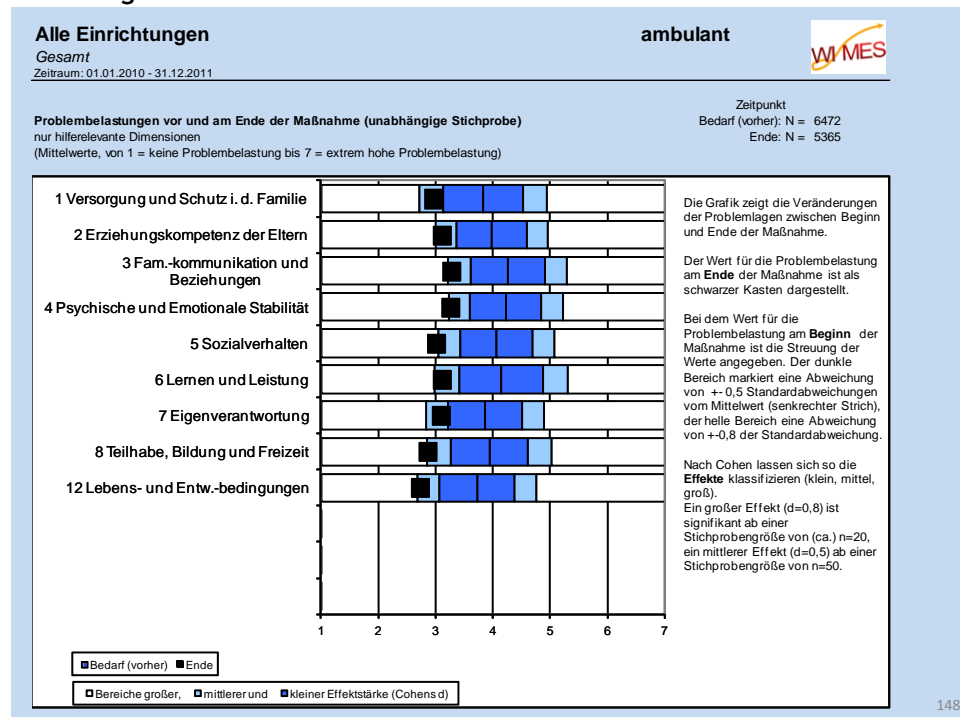 Alle Einrichtungen
ambulant
WIMES
Gesamt
Zeitraum: 01.01.2010 - 31.12.2011
Zeitpunkt
Problembelastungen vor und am Ende der Maßnahme (unabhängige Stichprobe)
Bedarf (vorher): N = 6472
nur hilferelevante Dimensionen
Ende: N = 5365
(Mittelwerte, von 1 = keine Problembelastung bis 7 = extrem hohe Problembelastung)
1 Versorgung und Schutz i. d. Familie
2 Erziehungskompetenz der Eltern
3 Fam.-kommunikation und
Beziehungen
4 Psychische und Emotionale Stabilität
5 Sozialverhalten
6 Lernen und Leistung
7 Eigenverantwortung
8 Teilhabe, Bildung und Freizeit
12 Lebens- und Entw.-bedingungen
1 2 3 4 5 6 7
Die Grafik zeigt die Veränderungen
der Problemlagen zwischen Beginn
und Ende der Maßnahme.
Der Wert für die Problembelastung
am Ende der Maßnahme ist als
schwarzer Kasten dargestellt.
Bei dem Wert für die
Problembelastung am Beginn der
Maßnahme ist die Streuung der
Werte angegeben. Der dunkle
Bereich markiert eine Abweichung
von +- 0,5 Standardabweichungen
vom Mittelwert (senkrechter Strich),
der helle Bereich eine Abweichung
von +-0,8 der Standardabweichung.
Nach Cohen lassen sich so die
Effekte klassifizieren (klein, mittel,
groß).
Ein großer Effekt (d=0,8) ist
signifikant ab einer
Stichprobengröße von (ca.) n=20,
ein mittlerer Effekt (d=0,5) ab einer
Stichprobengröße von n=50.
Bedarf (vorher) Ende
Bereiche großer, mittlerer und kleiner Effektstärke (Cohens d)
148